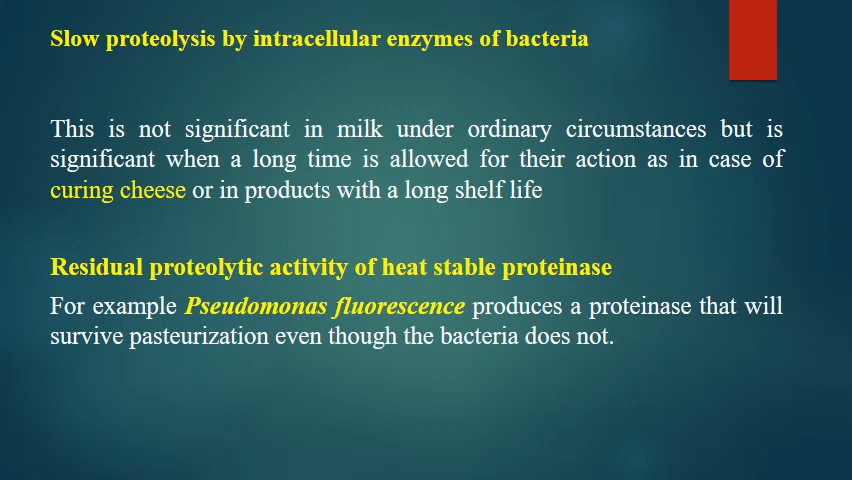 Slow proteolysis by intracellular enzymes of bacteria
This is not significant in milk under ordinary circumstances but is
significant when a long time is allowed for their action as in case of
curing cheese or in products with a long shelf life
Residual proteolytic activity of heat stable proteinase
For example Pseudomonas fluorescence produces a proteinase that will
survive pasteurization even though the bacteria does not.